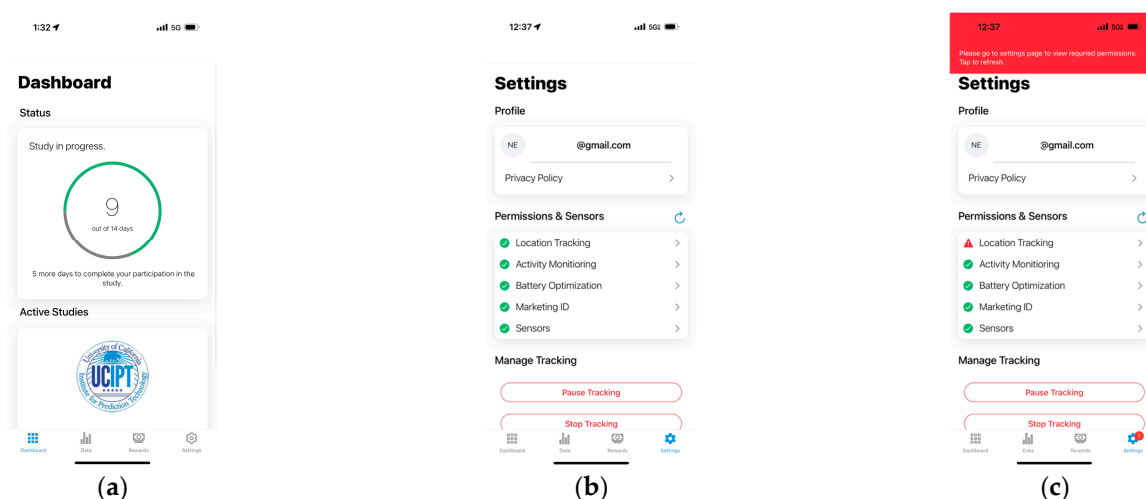 1:32
5G
Dashboard
Status
Study in progress.
9
out of 14 days
5 more days to complete your participation in the
study.
Active Studies
University of California
UCIPT
Institute for Prediction Technology
Dashboard
Data
Rewards
Settings
(a)
12:37
5G
Settings
Profile
NE
@gmail.com
Privacy Policy
Permissions & Sensors
Location Tracking
Activity Monitioring
Battery Optimization
Marketing ID
Sensors
Manage Tracking
Pause Tracking
Stop Tracking
Dashboard
Data
Rewards
Settings
(b)
12:37
5G
Please go to settings page to view requried permissions.
Tap to refresh.
Settings
Profile
NE
@gmail.com
Privacy Policy
Permissions & Sensors
Location Tracking
Activity Monitioring
Battery Optimization
Marketing ID
Sensors
Manage Tracking
Pause Tracking
Stop Tracking
Dashboard
Data
Rewards
Settings
(c)